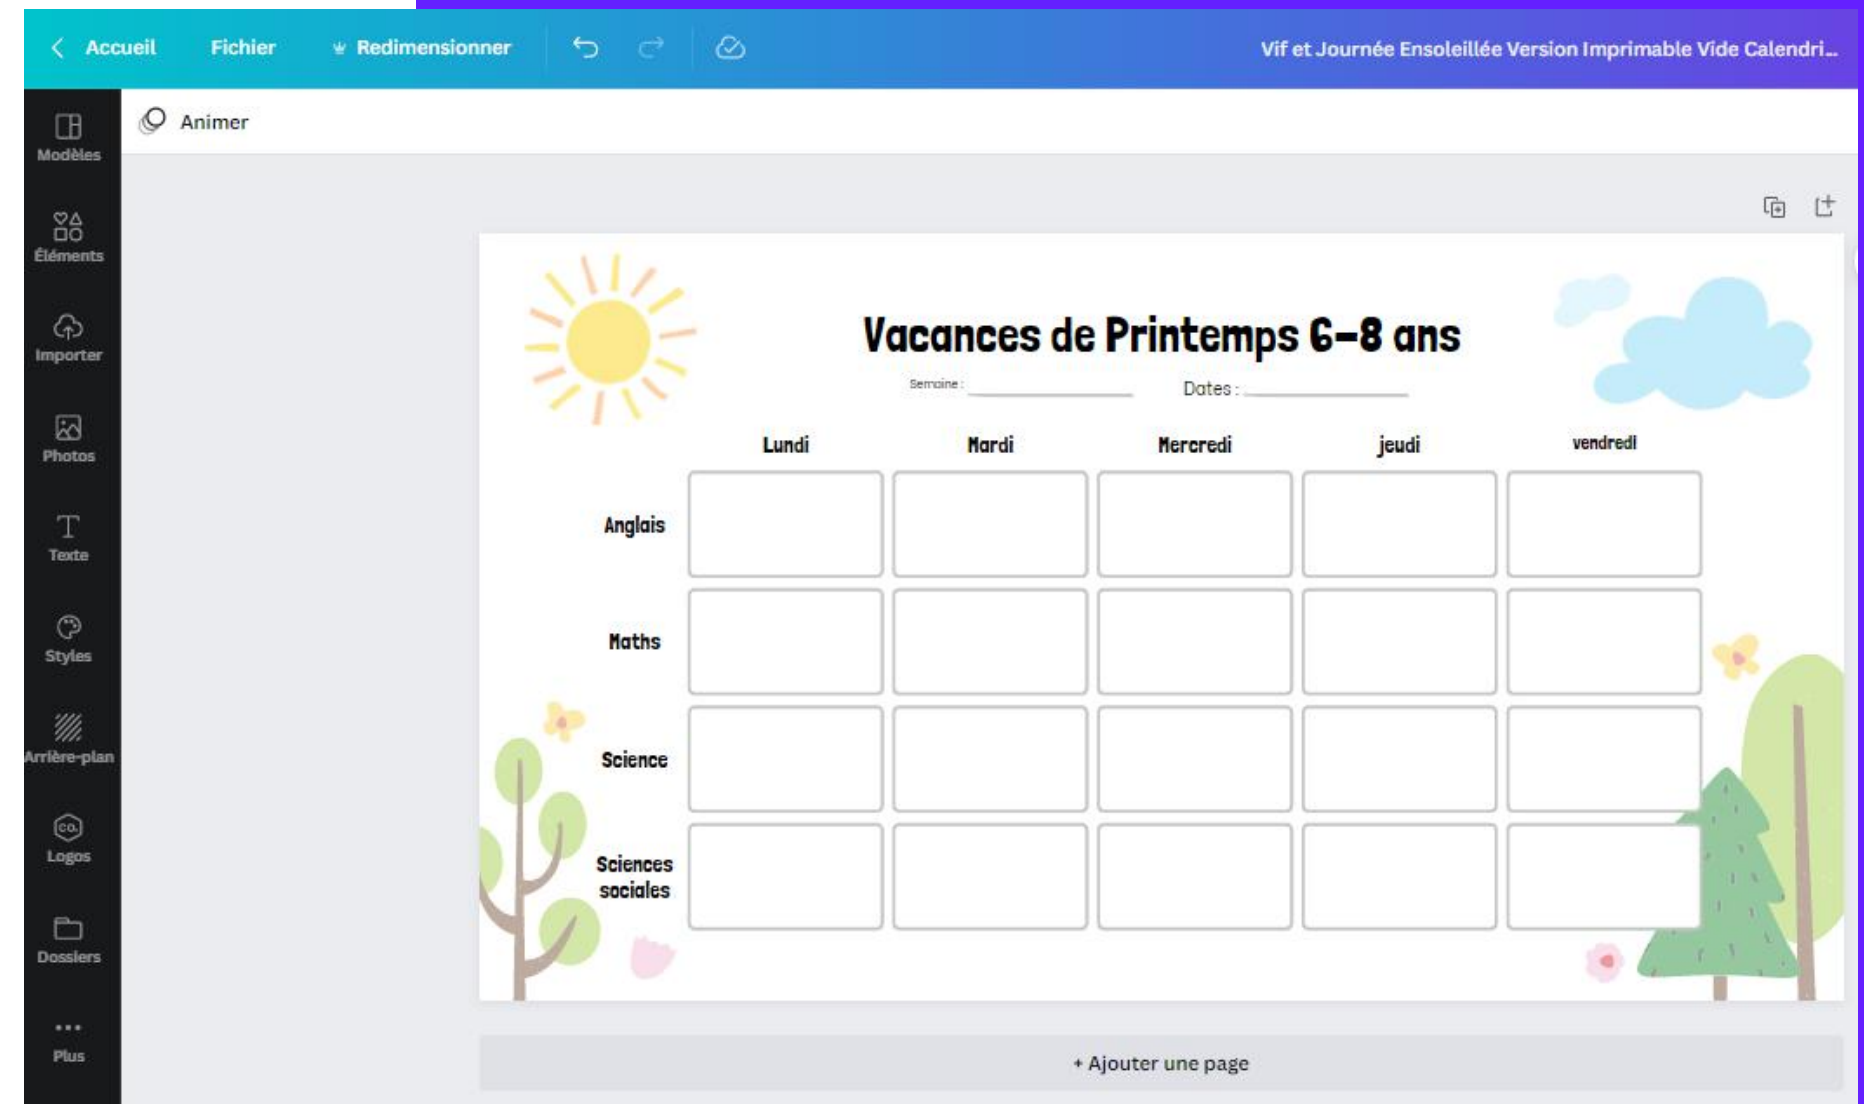 Accueil Fichier Redimensionner Vif et Journée Ensoleillée Version Imprimable Vide Calendri...
Animer
Modèles
Éléments
Importer
Photos
Texte
Styles
Arrière-plan
CO.
Logos
Dossiers
Plus
Vacances de Printemps 6-8 ans
Semaine : Dates :
Lundi Mardi Mercredi jeudi vendredi
Anglais
Maths
Science
Sciences
sociales
+ Ajouter une page